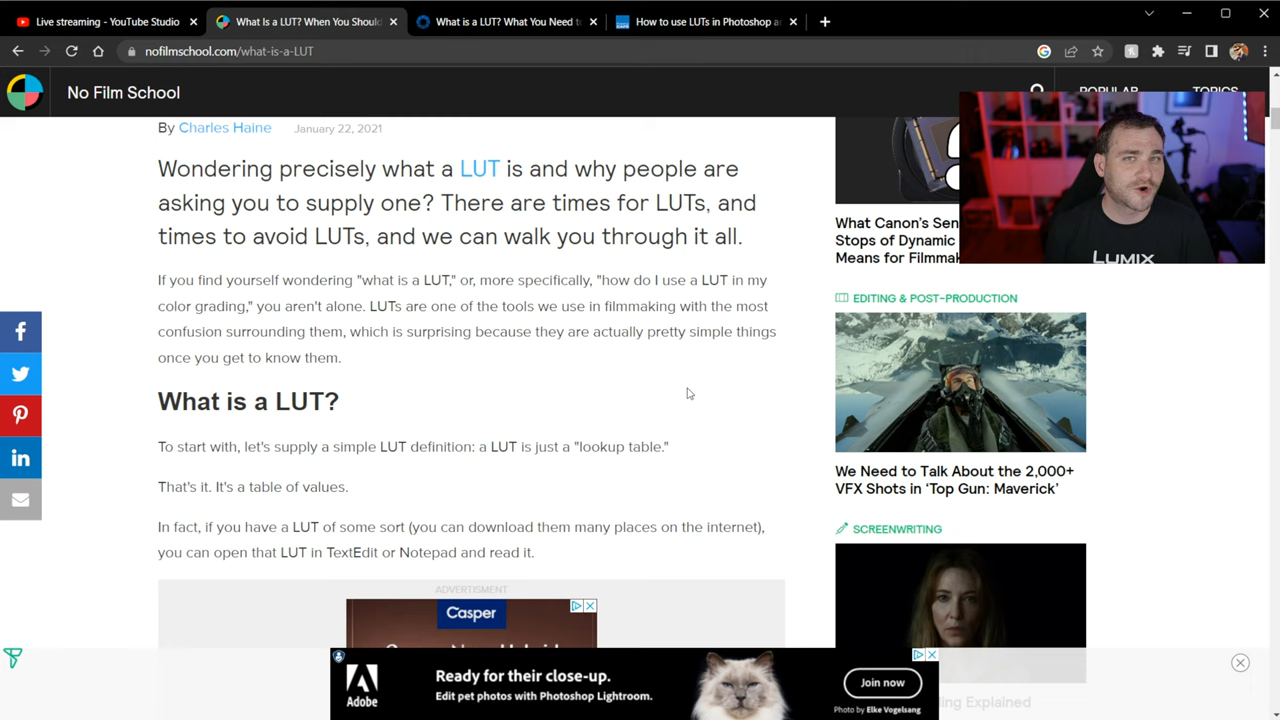 Live streaming - YouTube Studio
What Is a LUT? When You Shoul
What is a LUT? What You Need t
How to use LUTs in Photoshop a
nofilmschool.com/what-is-a-LUT
No Film School
POPULAR
TOPICS
By Charles Haine
January 22, 2021
Wondering precisely what a LUT is and why people are
asking you to supply one? There are times for LUTs, and
times to avoid LUTs, and we can walk you through it all.
If you find yourself wondering "what is a LUT," or, more specifically, "how do I use a LUT in my
color grading," you aren't alone. LUTs are one of the tools we use in filmmaking with the most
confusion surrounding them, which is surprising because they are actually pretty simple things
once you get to know them.
What is a LUT?
To start with, let's supply a simple LUT definition: a LUT is just a "lookup table."
That's it. It's a table of values.
In fact, if you have a LUT of some sort (you can download them many places on the internet),
you can open that LUT in TextEdit or Notepad and read it.
ADVERTISMENT
Casper
LUMIX
What Canon's Sen
Stops of Dynamic
Means for Filmmak
EDITING & POST-PRODUCTION
We Need to Talk About the 2,000+
VFX Shots in 'Top Gun: Maverick'
SCREENWRITING
ing Explained
Adobe
Ready for their close-up.
Edit pet photos with Photoshop Lightroom.
Join now
Photo by Elke Vogelsang